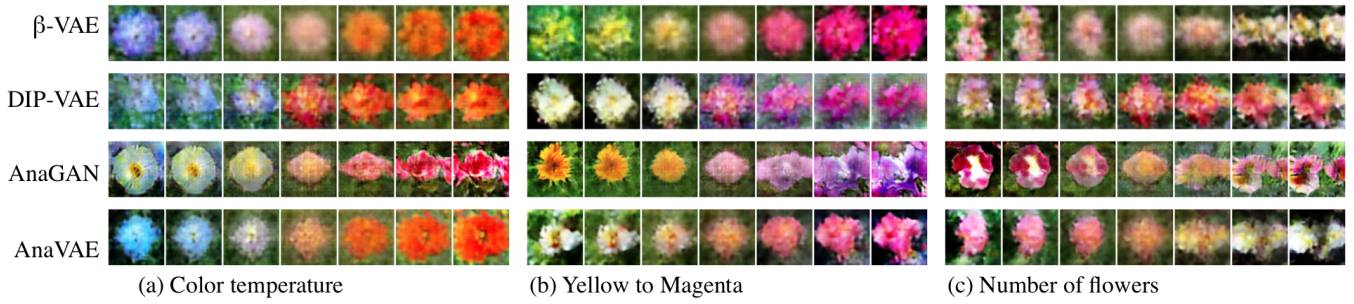 β-VAE
DIP-VAE
AnaGAN
AnaVAE
(a) Color temperature
(b) Yellow to Magenta
(c) Number of flowers